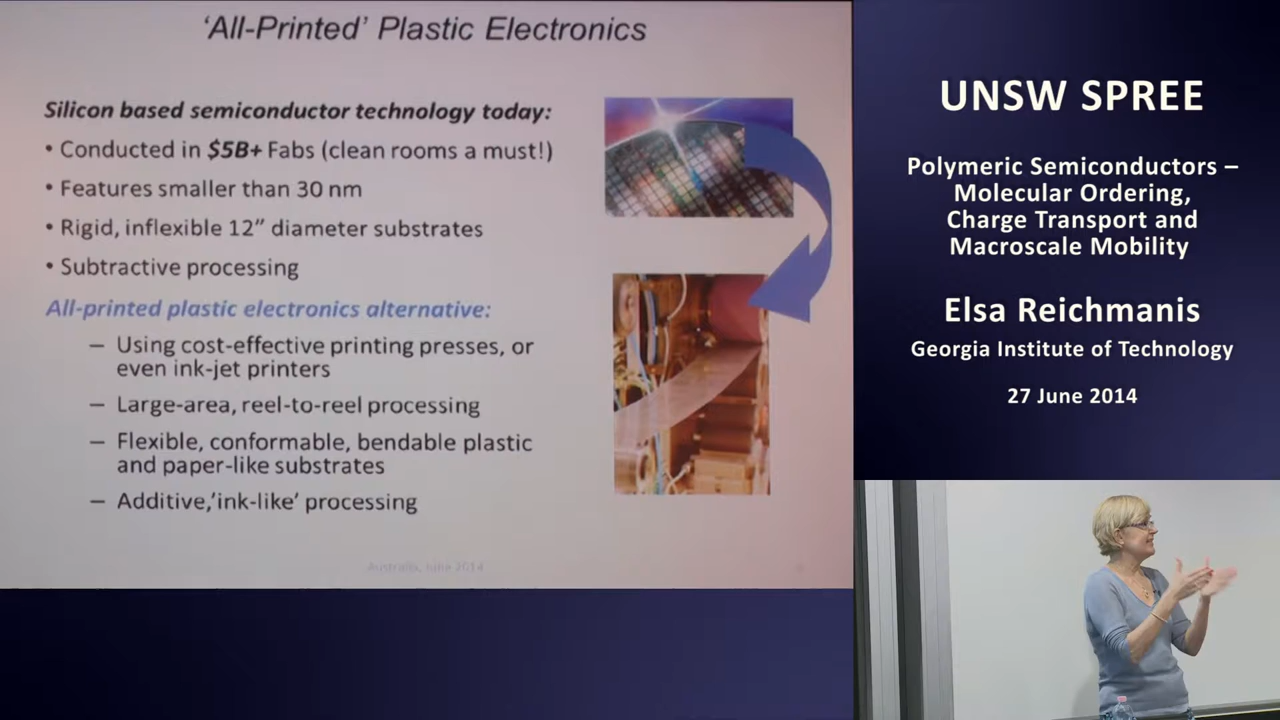 ‘All-Printed’ Plastic Electronics
Silicon based semiconductor technology today:
• Conducted in $5B+ Fabs (clean rooms a must!)
• Features smaller than 30 nm
• Rigid, inflexible 12” diameter substrates
• Subtractive processing
All-printed plastic electronics alternative:
– Using cost-effective printing presses, or
even ink-jet printers
– Large-area, reel-to-reel processing
– Flexible, conformable, bendable plastic
and paper-like substrates
– Additive,’ink-like’ processing
Australia, June 2014
UNSW SPREE
Polymeric Semiconductors –
Molecular Ordering,
Charge Transport and
Macroscale Mobility
Elsa Reichmanis
Georgia Institute of Technology
27 June 2014